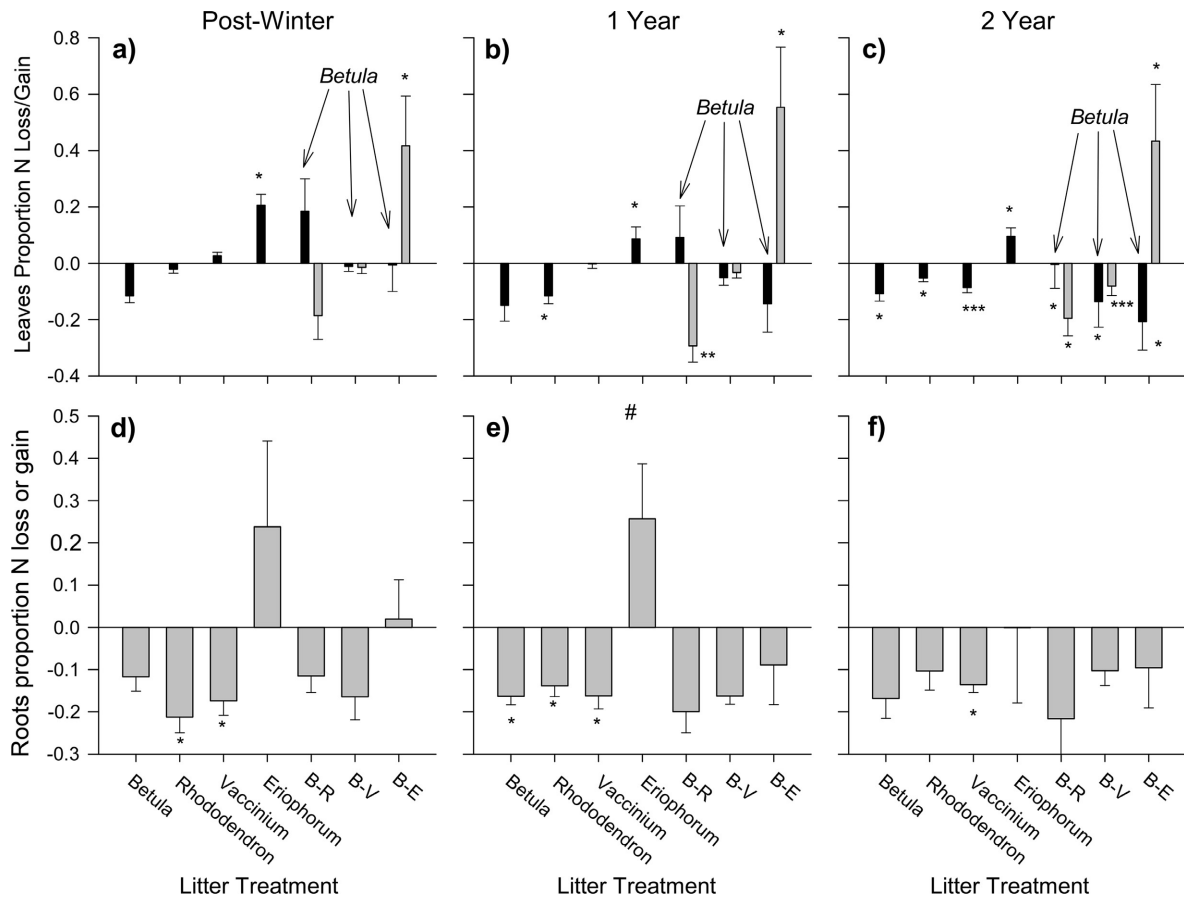 Post-Winter
1 Year
2 Year
Leaves Proportion N Loss/Gain
0.8
0.6
0.4
0.2
0.0
-0.2
-0.4
a)
Betula
*
*
b)
Betula
*
*
*
**
c)
Betula
*
*
*
*
***
*
*
*
***
*
Roots proportion N loss or gain
0.5
0.4
0.3
0.2
0.1
0.0
-0.1
-0.2
-0.3
d)
*
*
e)
#
*
*
*
f)
*
Betula
Rhododendron
Vaccinium
Eriophorum
B-R
B-V
B-E
Betula
Rhododendron
Vaccinium
Eriophorum
B-R
B-V
B-E
Betula
Rhododendron
Vaccinium
Eriophorum
B-R
B-V
B-E
Litter Treatment
Litter Treatment
Litter Treatment